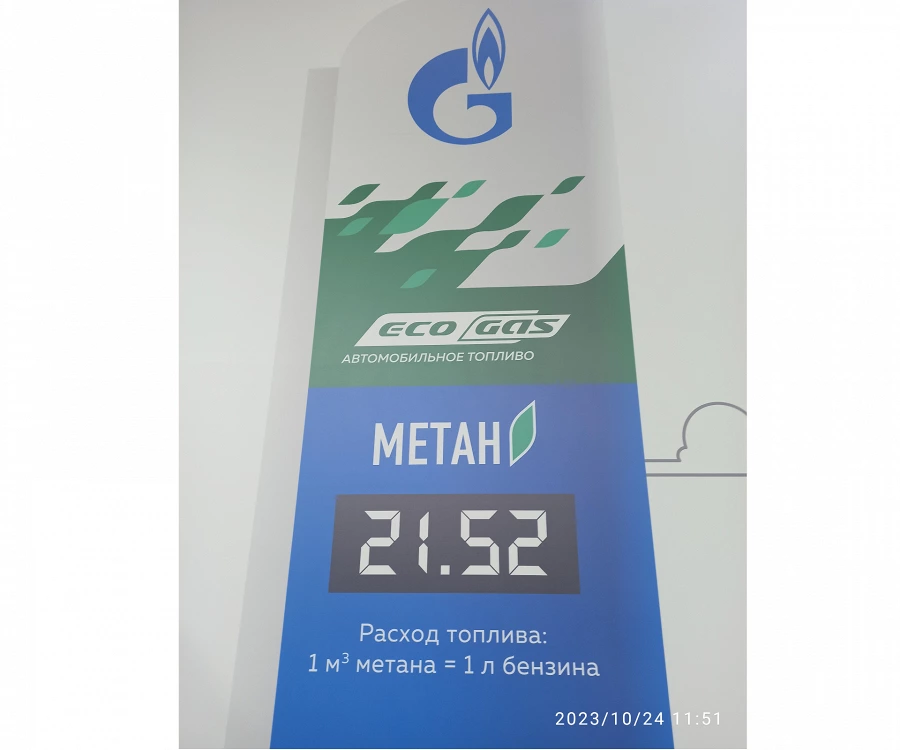 ECO GAS
АВТОМОБИЛЬНОЕ ТОПЛИВО
МЕТАН
21.52
Расход топлива:
1 м³ метана = 1 л бензина
2023/10/24 11:51